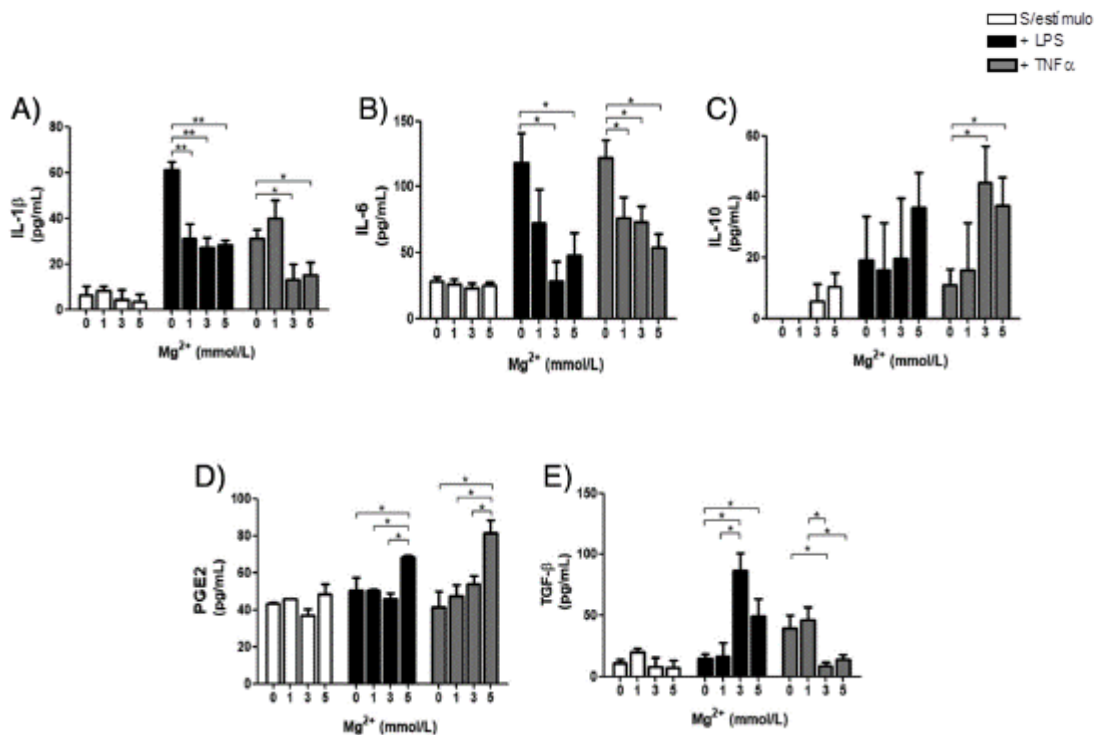 S/estímulo
+ LPS
+ TNFα
A)
IL-1β
(pg/mL)
80
60
40
20
0
** ** ** * *
0 1 3 5 0 1 3 5 0 1 3 5
Mg²⁺ (mmol/L)
B)
IL-6
(pg/mL)
150
100
50
0
* * * * *
0 1 3 5 0 1 3 5 0 1 3 5
Mg²⁺ (mmol/L)
C)
IL-10
(pg/mL)
60
40
20
0
* *
0 1 3 5 0 1 3 5 0 1 3 5
Mg²⁺ (mmol/L)
D)
PGE2
(pg/mL)
100
80
60
40
20
0
* * * * * *
0 1 3 5 0 1 3 5 0 1 3 5
Mg²⁺ (mmol/L)
E)
TGF-β
(pg/mL)
150
100
50
0
* * * * * *
0 1 3 5 0 1 3 5 0 1 3 5
Mg²⁺ (mmol/L)